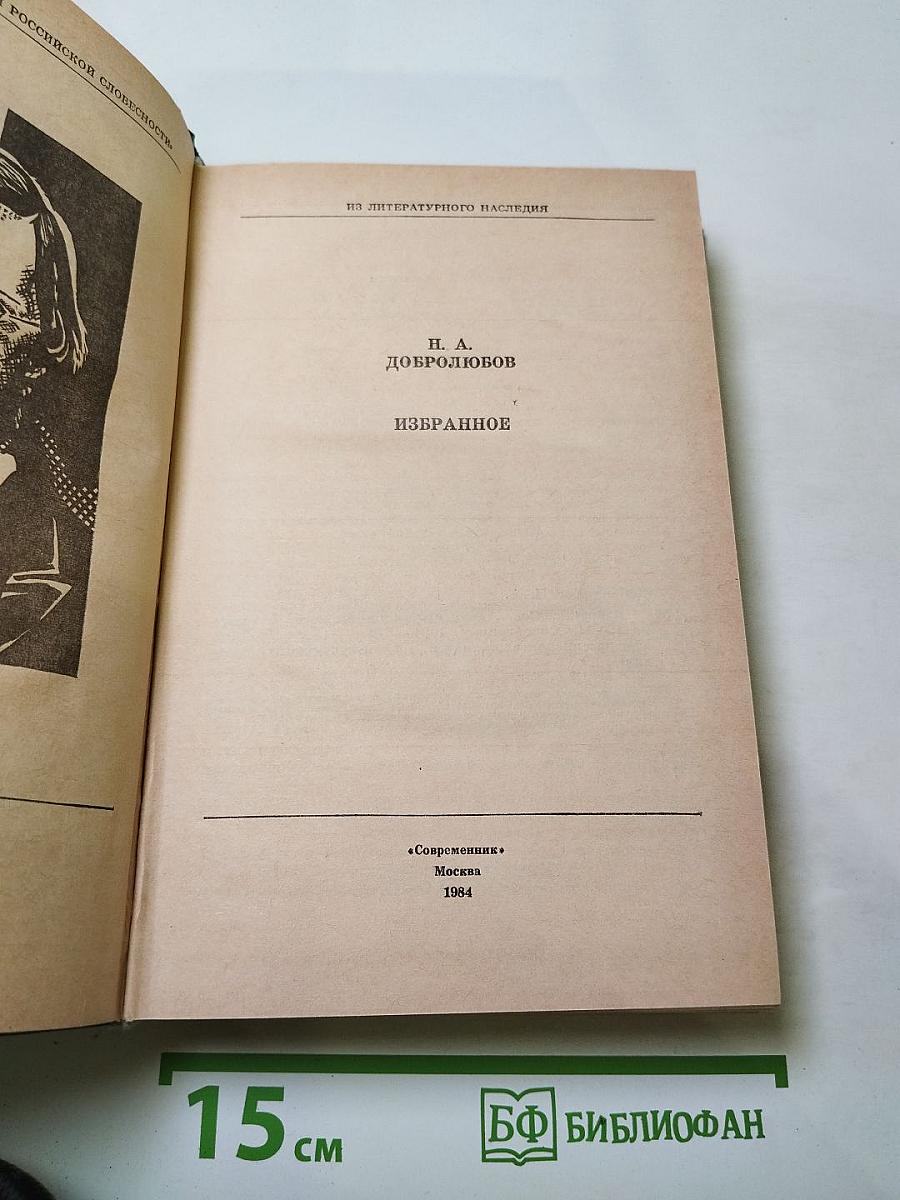 РОССИЙСКОЙ СЛОВЕСНОСТИ»
ИЗ ЛИТЕРАТУРНОГО НАСЛЕДИЯ
Н. А.
ДОБРОЛЮБОВ
ИЗБРАННОЕ
«Современник»
Москва
1984
15 см
БФ БИБЛИОФАН